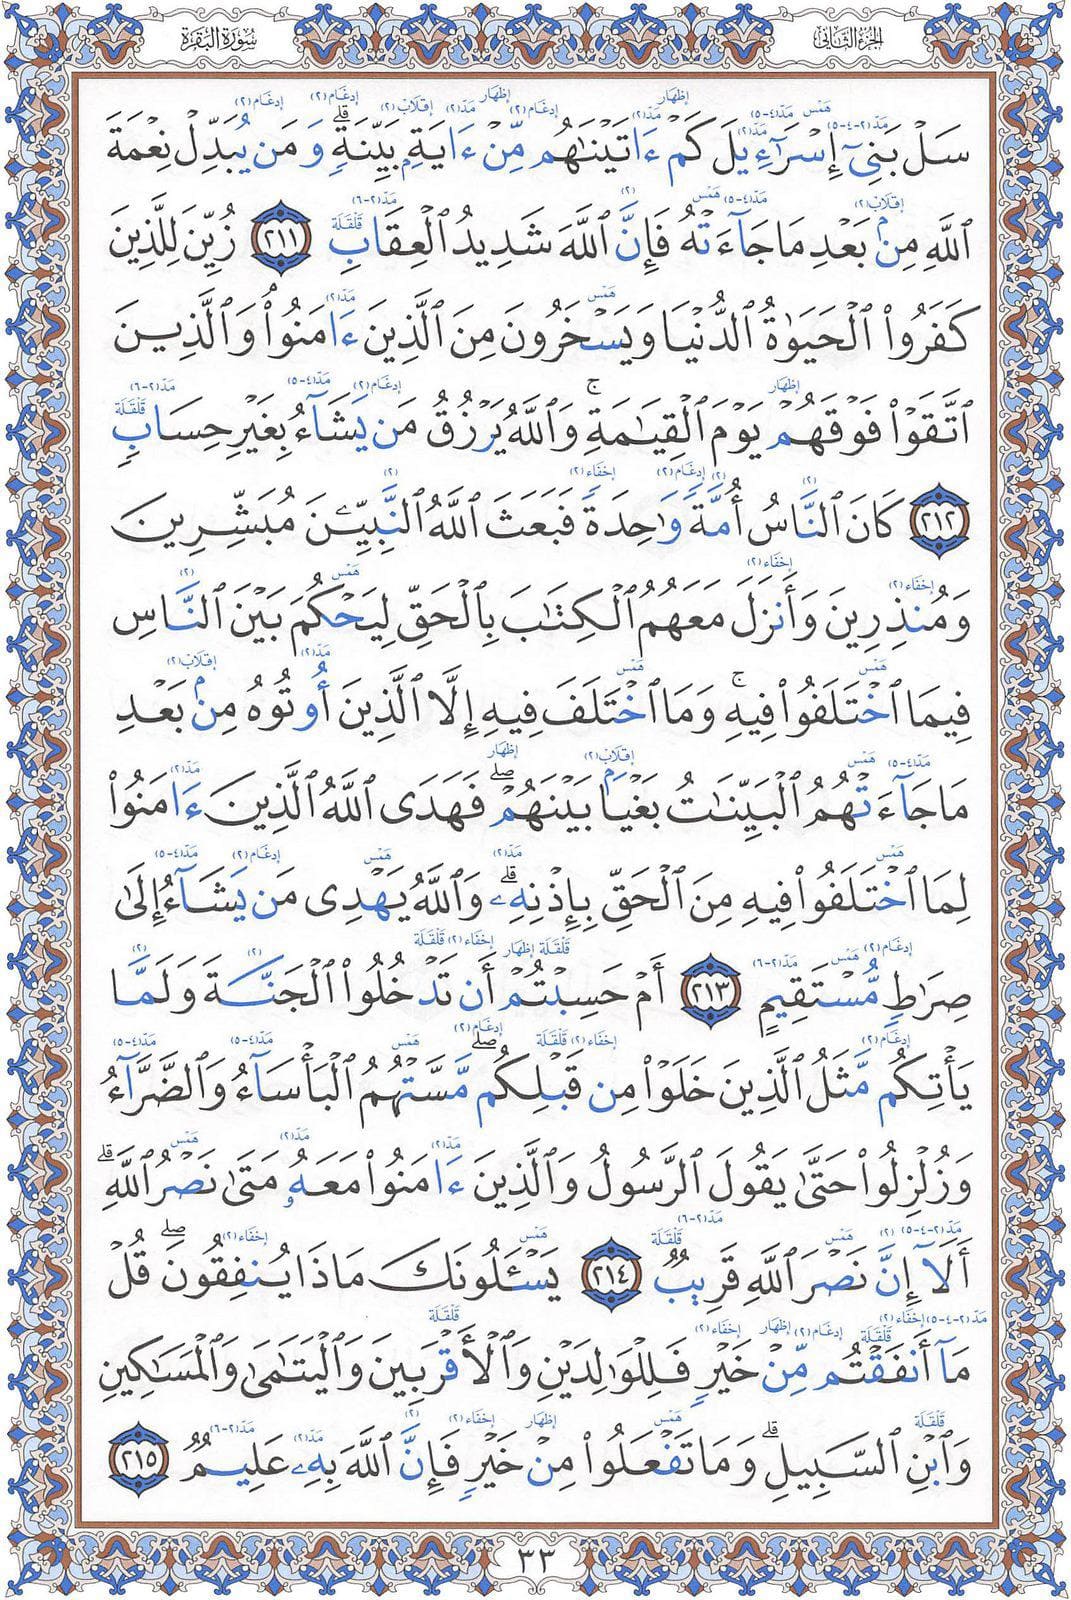 الجزء الثاني
سورة البقرة
سَلْ بَنِىٓ إِسْرَٰٓءِيلَ كَمْ ءَاتَيْنَٰهُم مِّنْ ءَايَةٍۭ بَيِّنَةٍ ۗ وَمَن يُبَدِّلْ نِعْمَةَ
ٱللَّهِ مِنۢ بَعْدِ مَا جَآءَتْهُ فَإِنَّ ٱللَّهَ شَدِيدُ ٱلْعِقَابِ ٢١١ زُيِّنَ لِلَّذِينَ
كَفَرُوا۟ ٱلْحَيَوٰةُ ٱلدُّنْيَا وَيَسْخَرُونَ مِنَ ٱلَّذِينَ ءَامَنُوا۟ ۘ وَٱلَّذِينَ
ٱتَّقَوْا۟ فَوْقَهُمْ يَوْمَ ٱلْقِيَٰمَةِ ۗ وَٱللَّهُ يَرْزُقُ مَن يَشَآءُ بِغَيْرِ حِسَابٍ
٢١٢ كَانَ ٱلنَّاسُ أُمَّةً وَٰحِدَةً فَبَعَثَ ٱللَّهُ ٱلنَّبِيِّۦنَ مُبَشِّرِينَ
وَمُنذِرِينَ وَأَنزَلَ مَعَهُمُ ٱلْكِتَٰبَ بِٱلْحَقِّ لِيَحْكُمَ بَيْنَ ٱلنَّاسِ
فِيمَا ٱخْتَلَفُوا۟ فِيهِ ۚ وَمَا ٱخْتَلَفَ فِيهِ إِلَّا ٱلَّذِينَ أُوتُوهُ مِنۢ بَعْدِ
مَا جَآءَتْهُمُ ٱلْبَيِّنَٰتُ بَغْيًۢا بَيْنَهُمْ ۖ فَهَدَى ٱللَّهُ ٱلَّذِينَ ءَامَنُوا۟
لِمَا ٱخْتَلَفُوا۟ فِيهِ مِنَ ٱلْحَقِّ بِإِذْنِهِۦ ۗ وَٱللَّهُ يَهْدِى مَن يَشَآءُ إِلَىٰ
صِرَٰطٍ مُّسْتَقِيمٍ ٢١٣ أَمْ حَسِبْتُمْ أَن تَدْخُلُوا۟ ٱلْجَنَّةَ وَلَمَّا
يَأْتِكُم مَّثَلُ ٱلَّذِينَ خَلَوْا۟ مِن قَبْلِكُم ۖ مَّسَّتْهُمُ ٱلْبَأْسَآءُ وَٱلضَّرَّآءُ
وَزُلْزِلُوا۟ حَتَّىٰ يَقُولَ ٱلرَّسُولُ وَٱلَّذِينَ ءَامَنُوا۟ مَعَهُۥ مَتَىٰ نَصْرُ ٱللَّهِ ۗ
أَلَآ إِنَّ نَصْرَ ٱللَّهِ قَرِيبٌ ٢١٤ يَسْـَٔلُونَكَ مَاذَا يُنفِقُونَ ۖ قُلْ
مَآ أَنفَقْتُم مِّنْ خَيْرٍ فَلِلْوَٰلِدَيْنِ وَٱلْأَقْرَبِينَ وَٱلْيَتَٰمَىٰ وَٱلْمَسَٰكِينِ
وَٱبْنِ ٱلسَّبِيلِ ۗ وَمَا تَفْعَلُوا۟ مِنْ خَيْرٍ فَإِنَّ ٱللَّهَ بِهِۦ عَلِيمٌ ٢١٥
٣٣